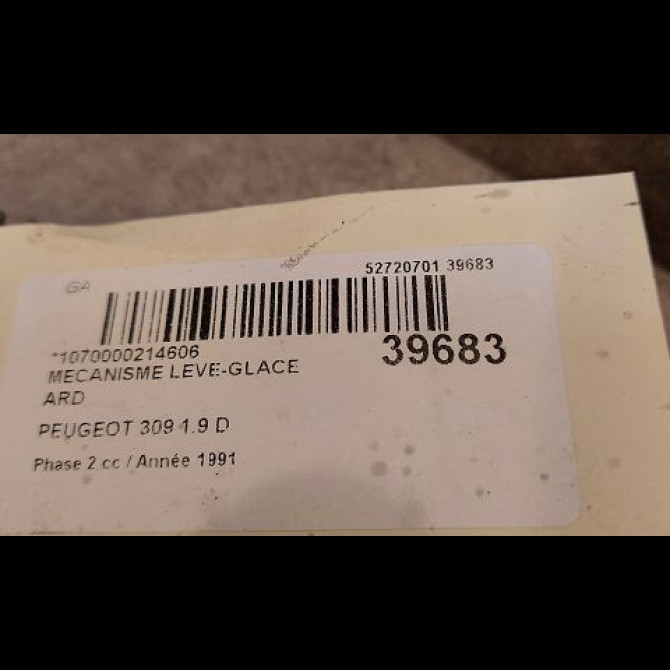 GA
52720701 39683
*1070000214606
39683
MECANISME LEVE-GLACE
ARD
PEUGEOT 309 1.9 D
Phase 2 cc / Année 1991